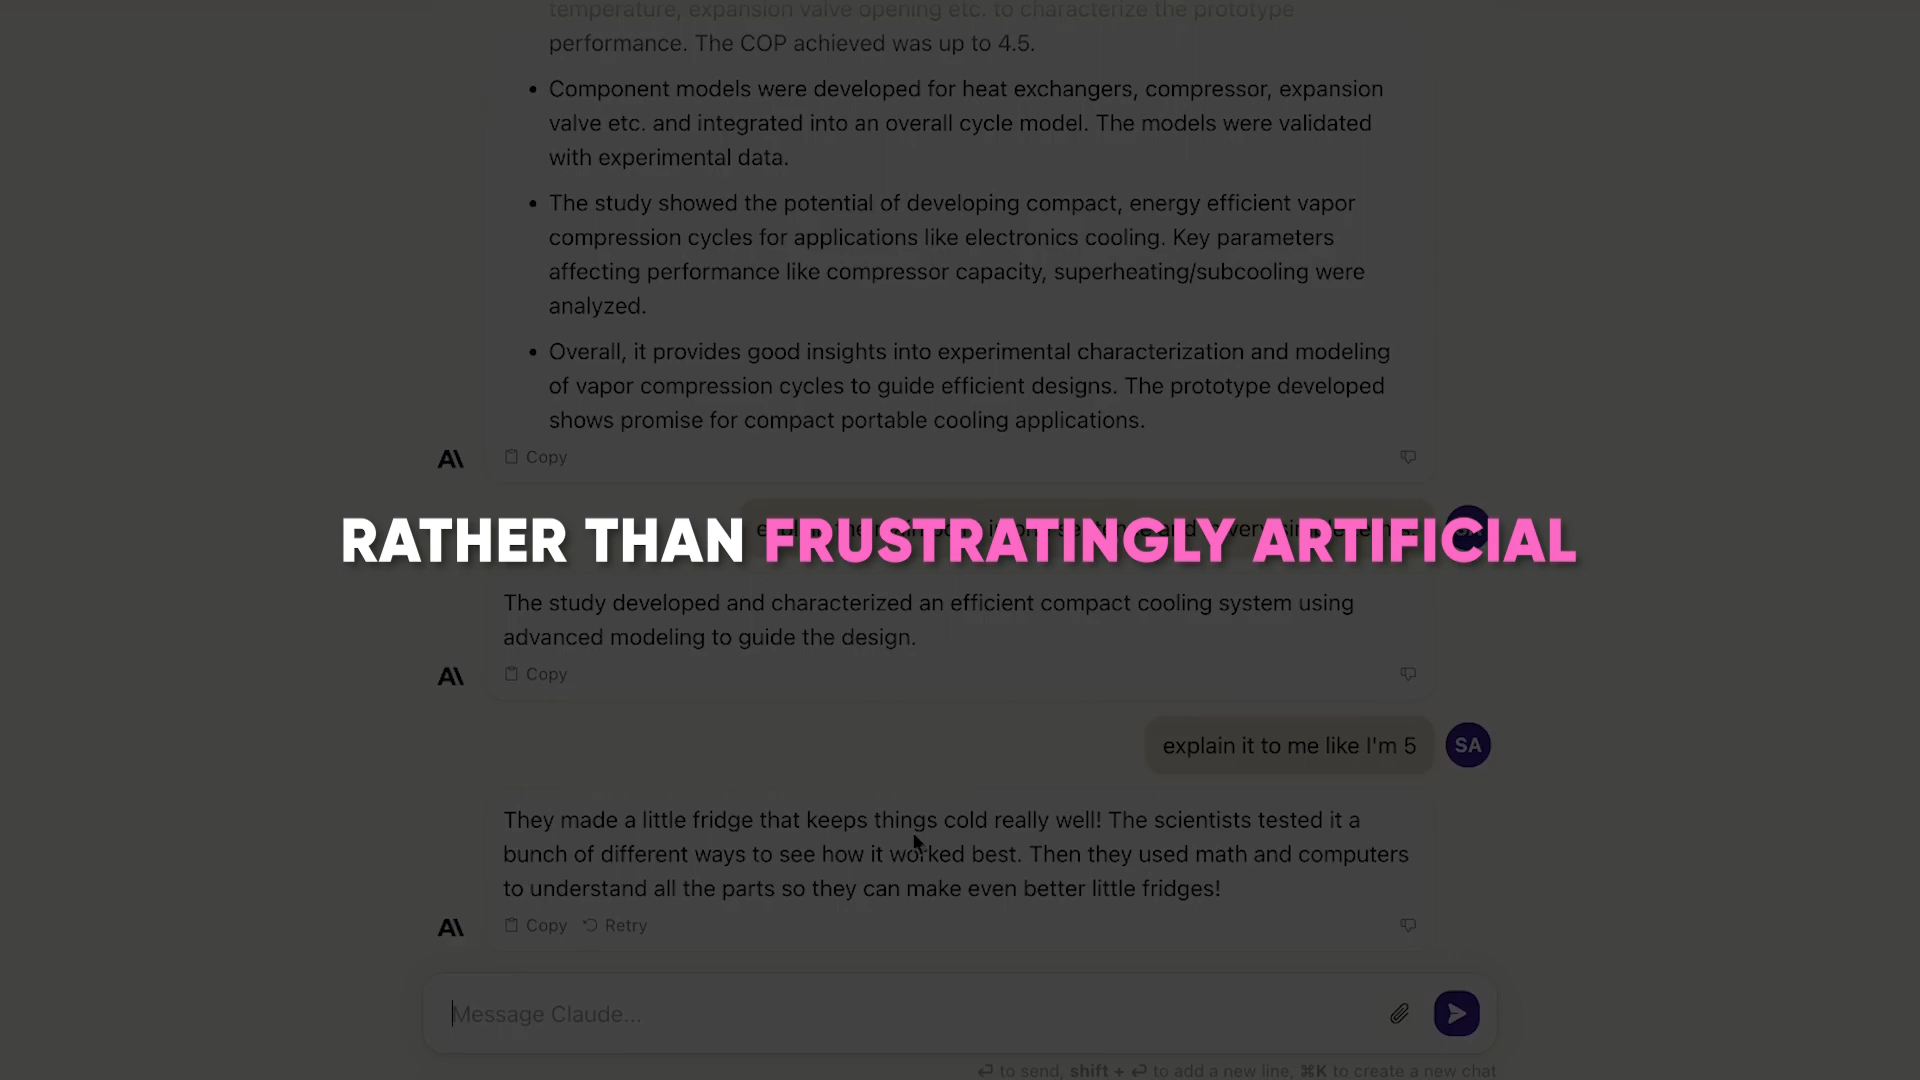 temperature, expansion valve opening etc. to characterize the prototype
performance. The COP achieved was up to 4.5.
• Component models were developed for heat exchangers, compressor, expansion
valve etc. and integrated into an overall cycle model. The models were validated
with experimental data.
• The study showed the potential of developing compact, energy efficient vapor
compression cycles for applications like electronics cooling. Key parameters
affecting performance like compressor capacity, superheating/subcooling were
analyzed.
• Overall, it provides good insights into experimental characterization and modeling
of vapor compression cycles to guide efficient designs. The prototype developed
shows promise for compact portable cooling applications.
A\ Copy
RATHER THAN FRUSTRATINGLY ARTIFICIAL
The study developed and characterized an efficient compact cooling system using
advanced modeling to guide the design.
A\ Copy
explain it to me like I'm 5 SA
They made a little fridge that keeps things cold really well! The scientists tested it a
bunch of different ways to see how it worked best. Then they used math and computers
to understand all the parts so they can make even better little fridges!
A\ Copy Retry
Message Claude...
⏎ to send, shift + ⏎ to add a new line, ⌘K to create a new chat